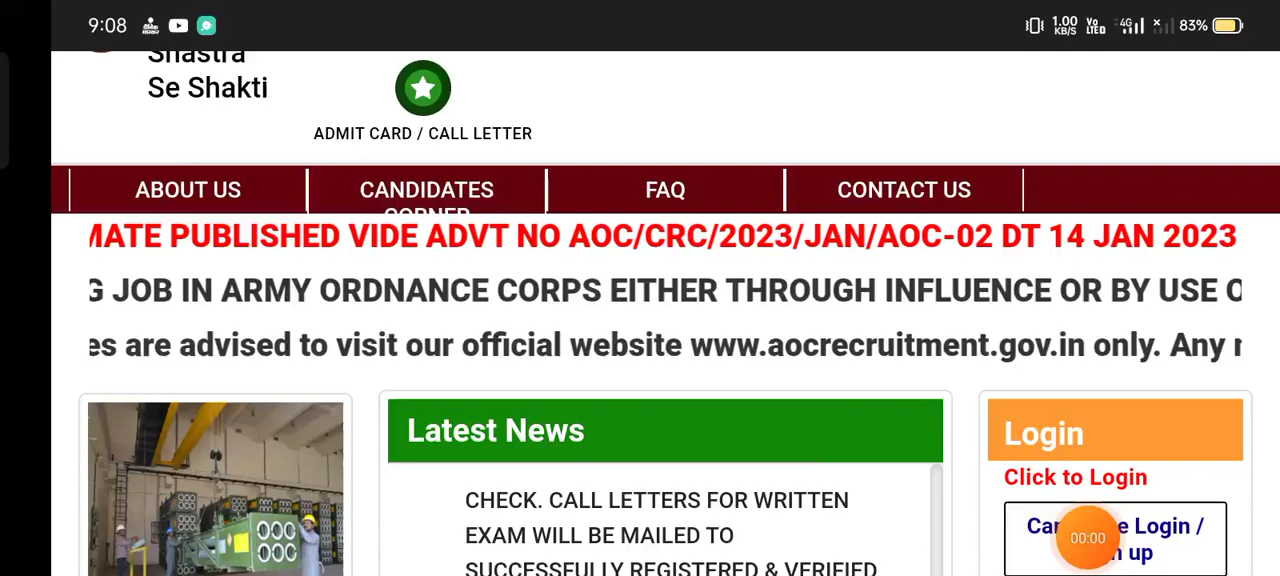 9:08
1.00 KB/S
Vo LTED
4G
83%
Shastra
Se Shakti
ADMIT CARD / CALL LETTER
ABOUT US
CANDIDATES CORNER
FAQ
CONTACT US
MATE PUBLISHED VIDE ADVT NO AOC/CRC/2023/JAN/AOC-02 DT 14 JAN 2023
G JOB IN ARMY ORDNANCE CORPS EITHER THROUGH INFLUENCE OR BY USE O
es are advised to visit our official website www.aocrecruitment.gov.in only. Any
Latest News
CHECK. CALL LETTERS FOR WRITTEN
EXAM WILL BE MAILED TO
SUCCESSFULLY REGISTERED & VERIFIED
Login
Click to Login
Login /
up
00:00